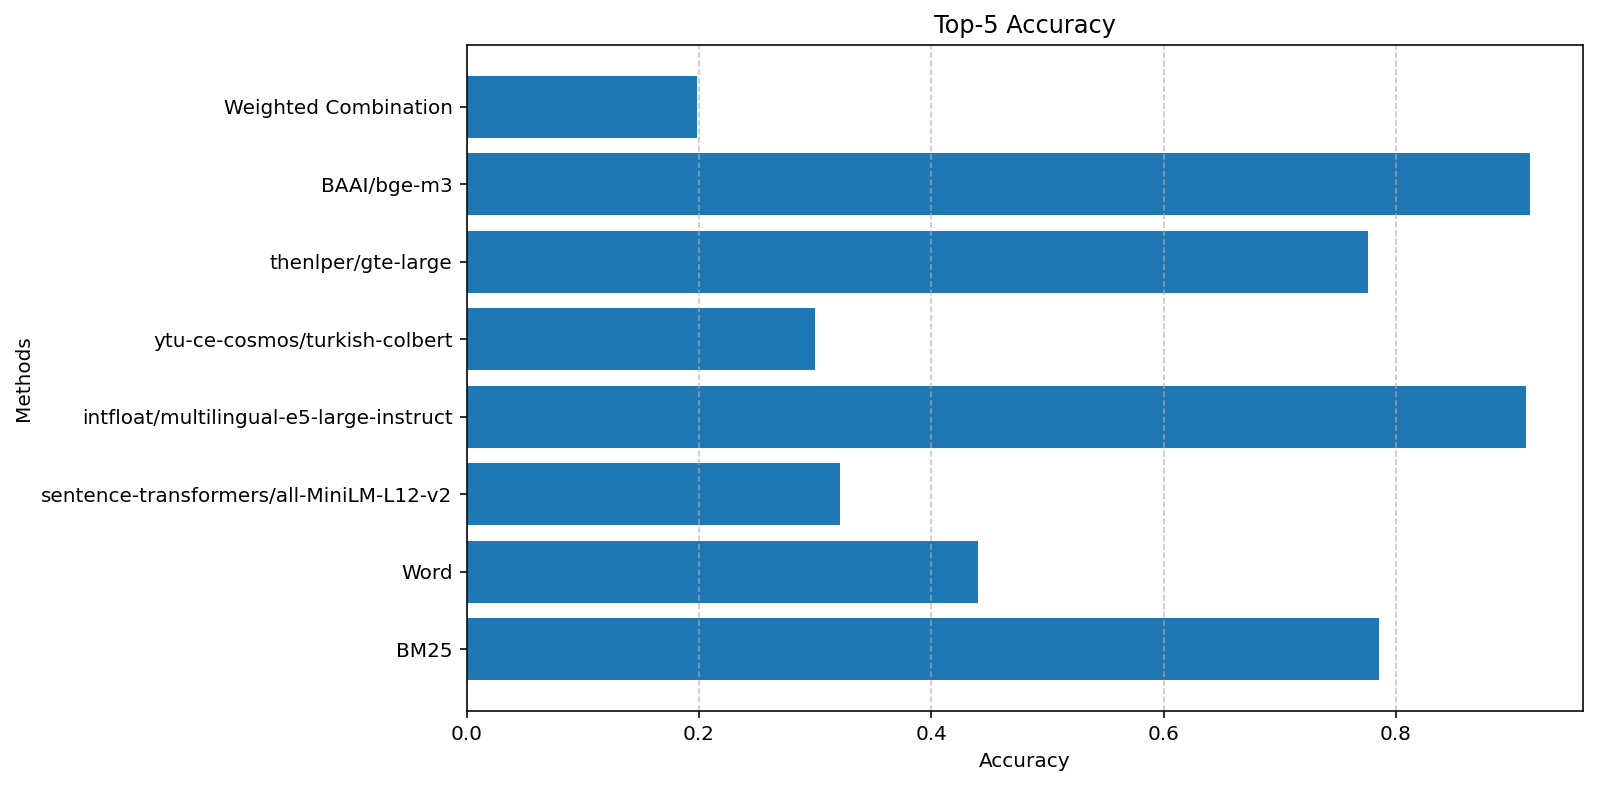 Top-5 Accuracy
Methods
Weighted Combination
BAAI/bge-m3
thenlper/gte-large
ytu-ce-cosmos/turkish-colbert
intfloat/multilingual-e5-large-instruct
sentence-transformers/all-MiniLM-L12-v2
Word
BM25
0.0 0.2 0.4 0.6 0.8
Accuracy